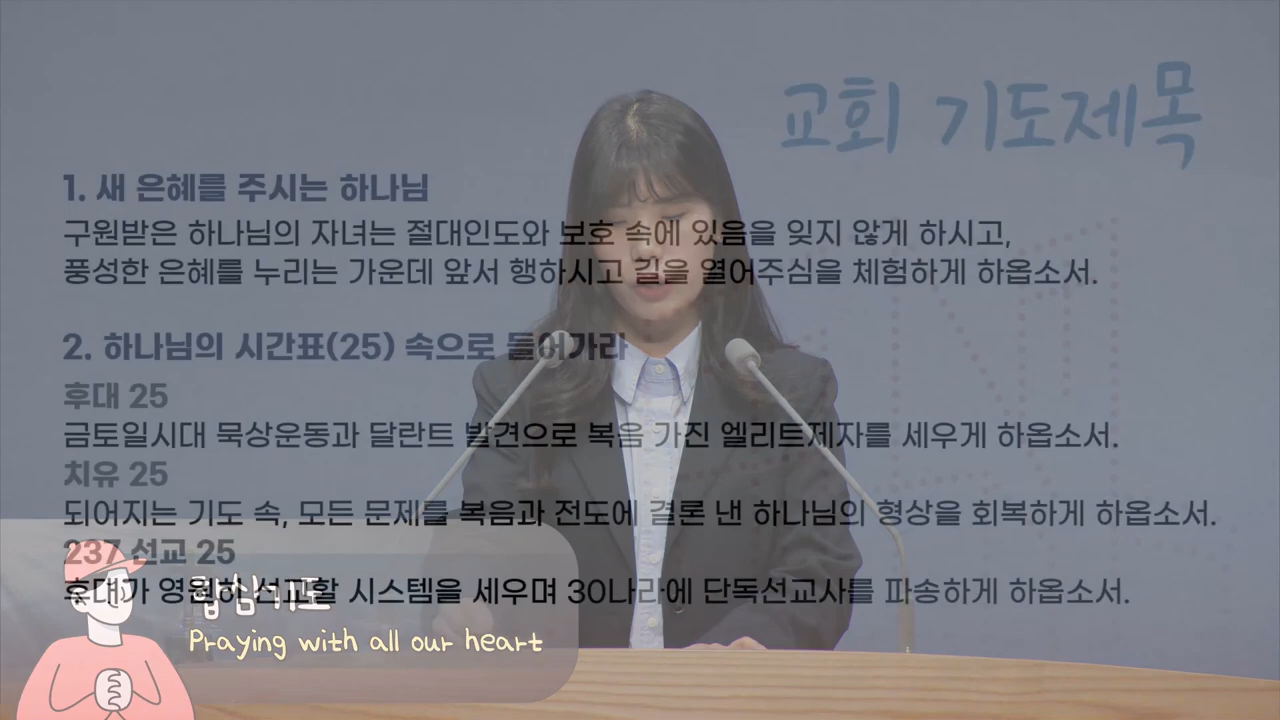 교회 기도제목
1. 새 은혜를 주시는 하나님
구원받은 하나님의 자녀는 절대인도와 보호 속에 있음을 잊지 않게 하시고,
풍성한 은혜를 누리는 가운데 앞서 행하시고 길을 열어주심을 체험하게 하옵소서.
2. 하나님의 시간표(25) 속으로 들어가라
후대 25
금토일시대 묵상운동과 달란트 발견으로 복음 가진 엘리트제자를 세우게 하옵소서.
치유 25
되어지는 기도 속, 모든 문제를 복음과 전도에 결론 낸 하나님의 형상을 회복하게 하옵소서.
237 선교 25
후대가 영원히 선교할 시스템을 세우며 30나라에 단독선교사를 파송하게 하옵소서.
합심기도
Praying with all our heart